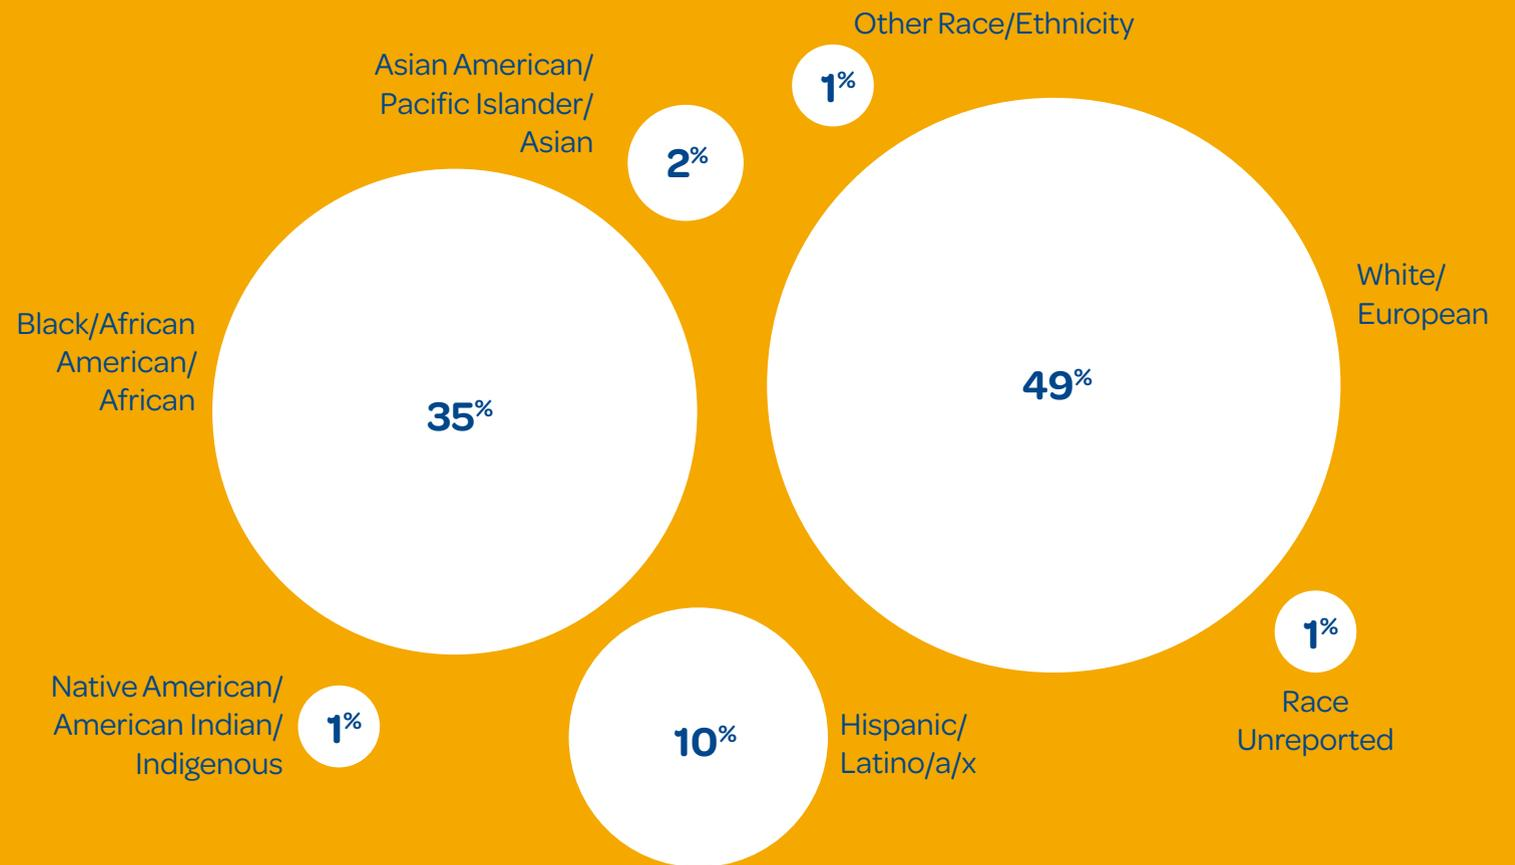 Other Race/Ethnicity
1%
Asian American/
Pacific Islander/
Asian
2%
White/
European
49%
Black/African
American/
African
35%
1%
Race
Unreported
Native American/
American Indian/
Indigenous
1%
10%
Hispanic/
Latino/a/x